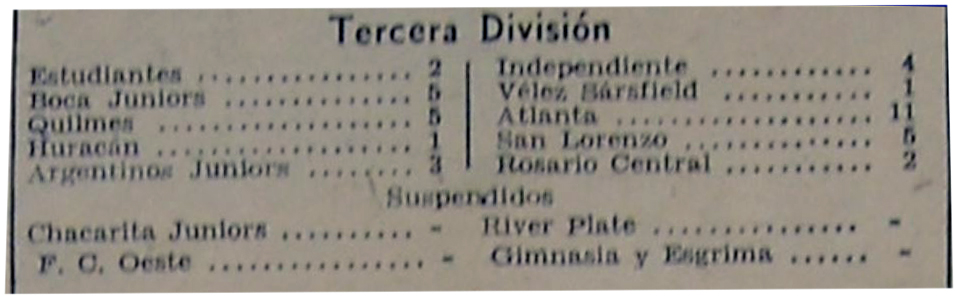 Tercera División
Estudiantes ................ 2 | Independiente ............ 4
Boca Juniors .............. 5 | Vélez Sársfield ........... 1
Quilmes ................... 5 | Atlanta .................... 11
Huracán ................... 1 | San Lorenzo .............. 5
Argentinos Juniors ........ 3 | Rosario Central ........... 2
Suspendidos
Chacarita Juniors .......... - River Plate ............... -
F. C. Oeste ................ - Gimnasia y Esgrima ...... -